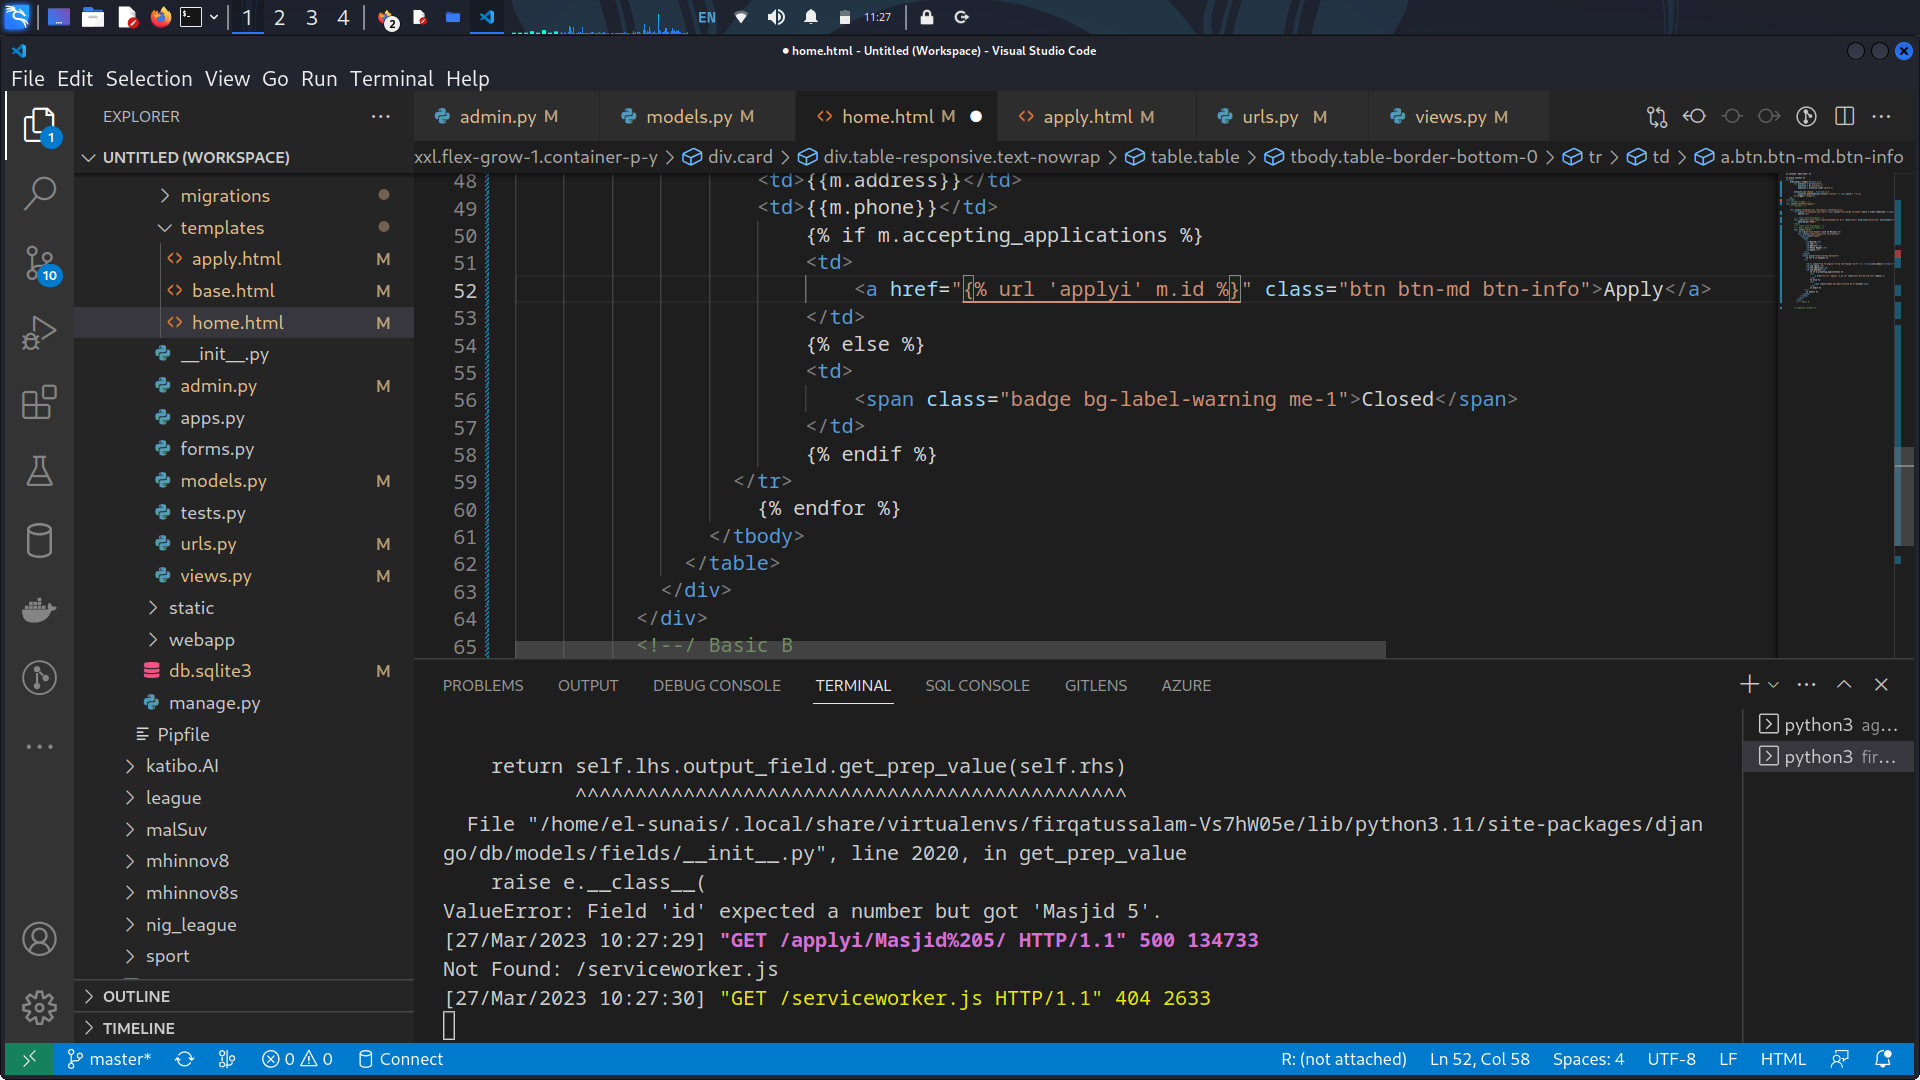 1
2
3
4
2
EN
11:27
home.html - Untitled (Workspace) - Visual Studio Code
File Edit Selection View Go Run Terminal Help
EXPLORER
UNTITLED (WORKSPACE)
migrations
templates
apply.html M
base.html M
home.html M
__init__.py
admin.py M
apps.py
forms.py
models.py M
tests.py
urls.py M
views.py M
static
webapp
db.sqlite3 M
manage.py
Pipfile
katibo.AI
league
malSuv
mhinnov8
mhinnov8s
nig_league
sport
OUTLINE
TIMELINE
1
10
admin.py M
models.py M
home.html M
apply.html M
urls.py M
views.py M
xxl.flex-grow-1.container-p-y > div.card > div.table-responsive.text-nowrap > table.table > tbody.table-border-bottom-0 > tr > td > a.btn.btn-md.btn-info
48 <td>{{m.address}}</td>
49 <td>{{m.phone}}</td>
50 {% if m.accepting_applications %}
51 <td>
52 <a href="{% url 'applyi' m.id %}" class="btn btn-md btn-info">Apply</a>
53 </td>
54 {% else %}
55 <td>
56 <span class="badge bg-label-warning me-1">Closed</span>
57 </td>
58 {% endif %}
59 </tr>
60 {% endfor %}
61 </tbody>
62 </table>
63 </div>
64 </div>
65 <!--/ Basic B
PROBLEMS OUTPUT DEBUG CONSOLE TERMINAL SQL CONSOLE GITLENS AZURE
python3 ag...
python3 fir...
return self.lhs.output_field.get_prep_value(self.rhs)
^^^^^^^^^^^^^^^^^^^^^^^^^^^^^^^^^^^^^^^^^^^^^^
File "/home/el-sunais/.local/share/virtualenvs/firqatussalam-Vs7hW05e/lib/python3.11/site-packages/djan
go/db/models/fields/__init__.py", line 2020, in get_prep_value
raise e.__class__(
ValueError: Field 'id' expected a number but got 'Masjid 5'.
[27/Mar/2023 10:27:29] "GET /applyi/Masjid%205/ HTTP/1.1" 500 134733
Not Found: /serviceworker.js
[27/Mar/2023 10:27:30] "GET /serviceworker.js HTTP/1.1" 404 2633
master* 0 0 Connect R: (not attached) Ln 52, Col 58 Spaces: 4 UTF-8 LF HTML